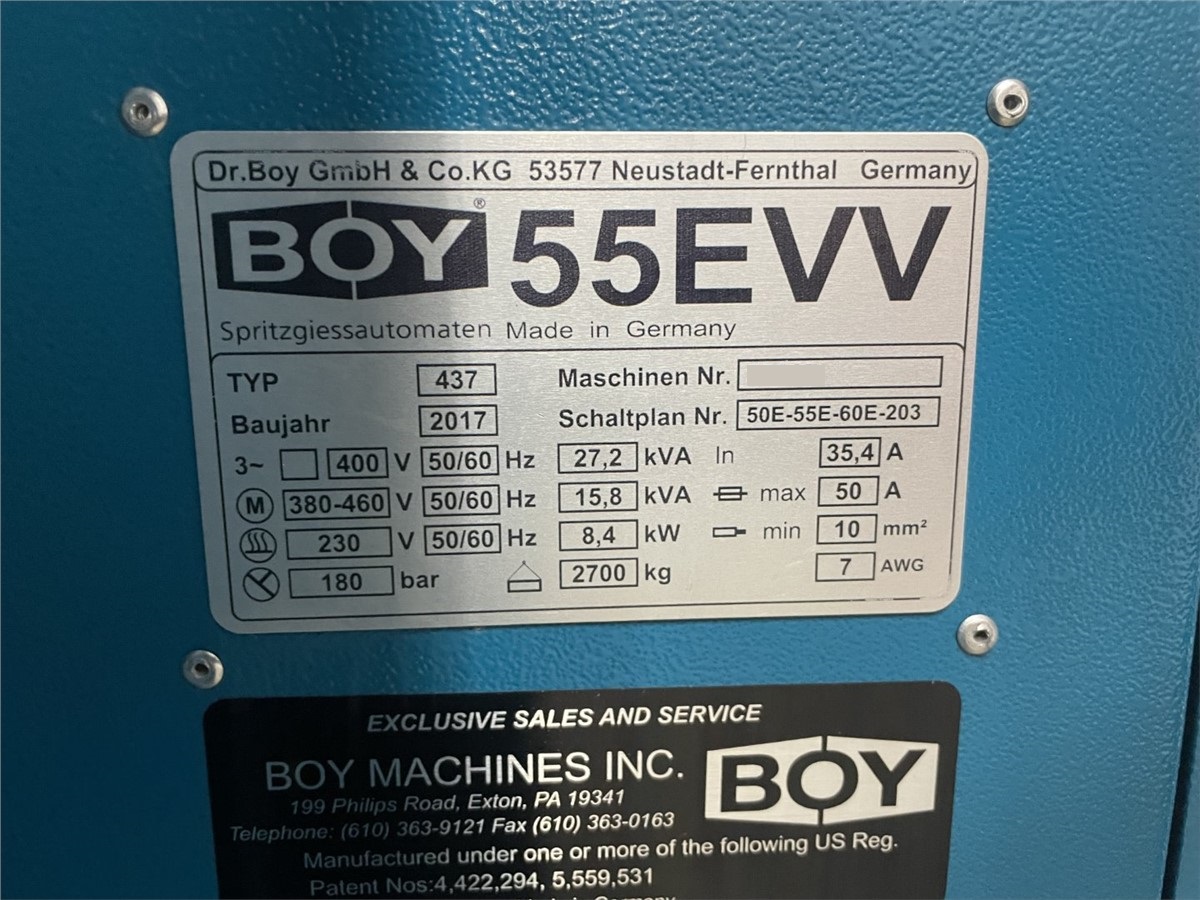 Dr.Boy GmbH & Co.KG 53577 Neustadt-Fernthal Germany
BOY® 55EVV
Spritzgiessautomaten Made in Germany
TYP 437 Maschinen Nr.
Baujahr 2017 Schaltplan Nr. 50E-55E-60E-203
3~ 400 V 50/60 Hz 27,2 kVA In 35,4 A
M 380-460 V 50/60 Hz 15,8 kVA max 50 A
230 V 50/60 Hz 8,4 kW min 10 mm²
180 bar 2700 kg 7 AWG
EXCLUSIVE SALES AND SERVICE
BOY MACHINES INC. BOY
199 Philips Road, Exton, PA 19341
Telephone: (610) 363-9121 Fax (610) 363-0163
Manufactured under one or more of the following US Reg.
Patent Nos:4,422,294, 5,559,531